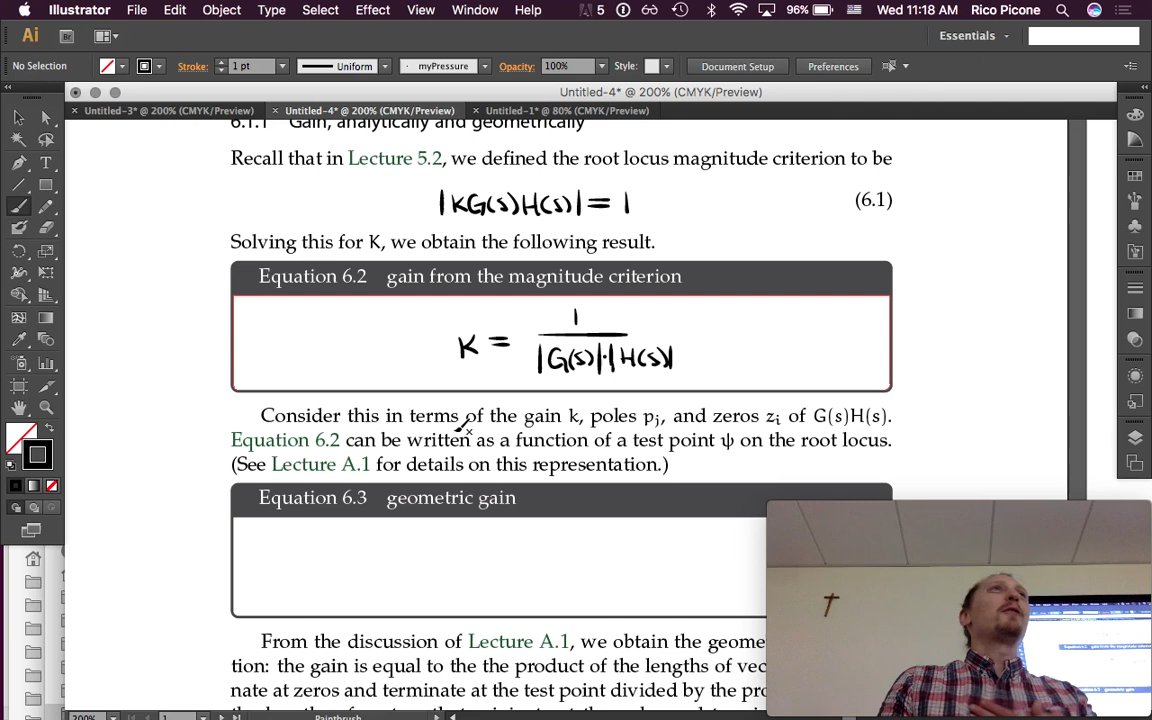 Illustrator File Edit Object Type Select Effect View Window Help 5 96% Wed 11:18 AM Rico Picone
Ai Br Essentials
No Selection Stroke: 1 pt Uniform myPressure Opacity: 100% Style: Document Setup Preferences
Untitled-4* @ 200% (CMYK/Preview)
Untitled-3* @ 200% (CMYK/Preview) Untitled-4* @ 200% (CMYK/Preview) Untitled-1* @ 80% (CMYK/Preview)
6.1.1 Gain, analytically and geometrically
Recall that in Lecture 5.2, we defined the root locus magnitude criterion to be
|KG(s)H(s)| = 1 (6.1)
Solving this for K, we obtain the following result.
Equation 6.2 gain from the magnitude criterion
K = 1
|G(s)|·|H(s)|
Consider this in terms of the gain k, poles pj, and zeros zi of G(s)H(s).
Equation 6.2 can be written as a function of a test point ψ on the root locus.
(See Lecture A.1 for details on this representation.)
Equation 6.3 geometric gain
From the discussion of Lecture A.1, we obtain the geome
tion: the gain is equal to the the product of the lengths of vec
nate at zeros and terminate at the test point divided by the pro
200% 1 Paintbrush